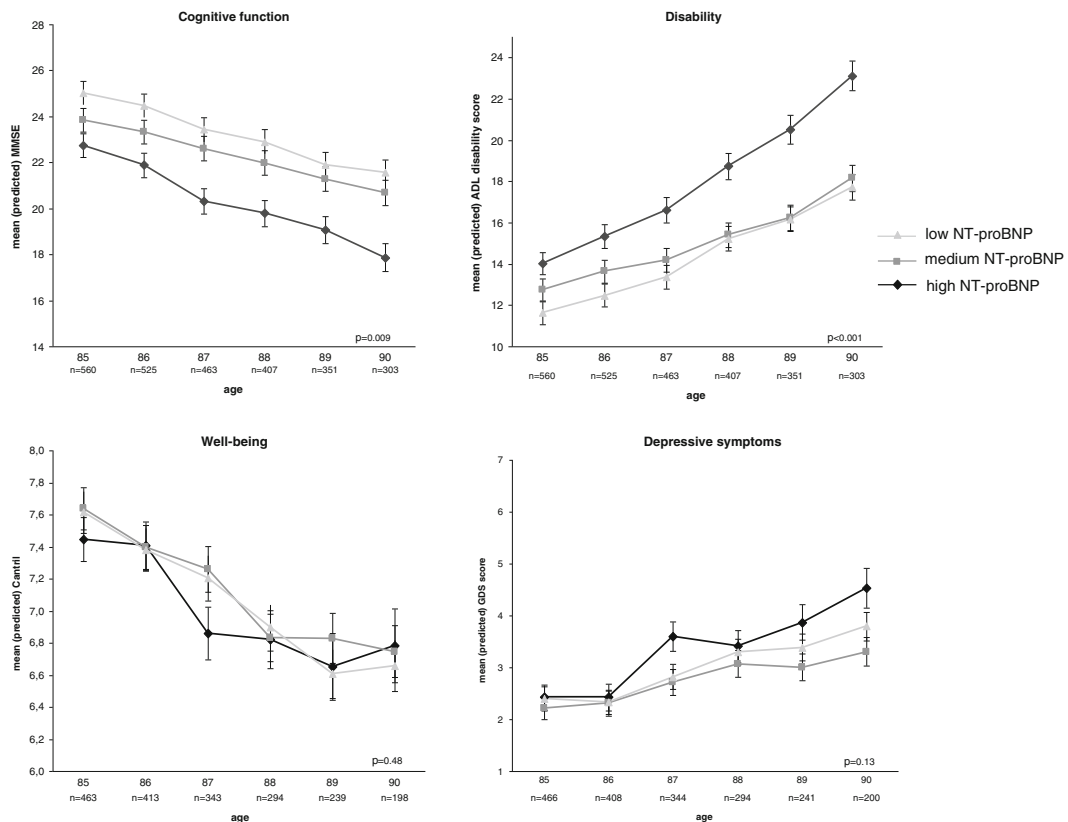 Cognitive function
28
26
24
22
20
18
16
14
mean (predicted) MMSE
p=0.009
85 86 87 88 89 90
n=560 n=525 n=463 n=407 n=351 n=303
age
Disability
24
22
20
18
16
14
12
10
mean (predicted) ADL disability score
p<0.001
85 86 87 88 89 90
n=560 n=525 n=463 n=407 n=351 n=303
age
low NT-proBNP
medium NT-proBNP
high NT-proBNP
Well-being
8,0
7,8
7,6
7,4
7,2
7,0
6,8
6,6
6,4
6,2
6,0
mean (predicted) Cantril
p=0.48
85 86 87 88 89 90
n=463 n=413 n=343 n=294 n=239 n=198
age
Depressive symptoms
7
6
5
4
3
2
1
mean (predicted) GDS score
p=0.13
85 86 87 88 89 90
n=466 n=408 n=344 n=294 n=241 n=200
age